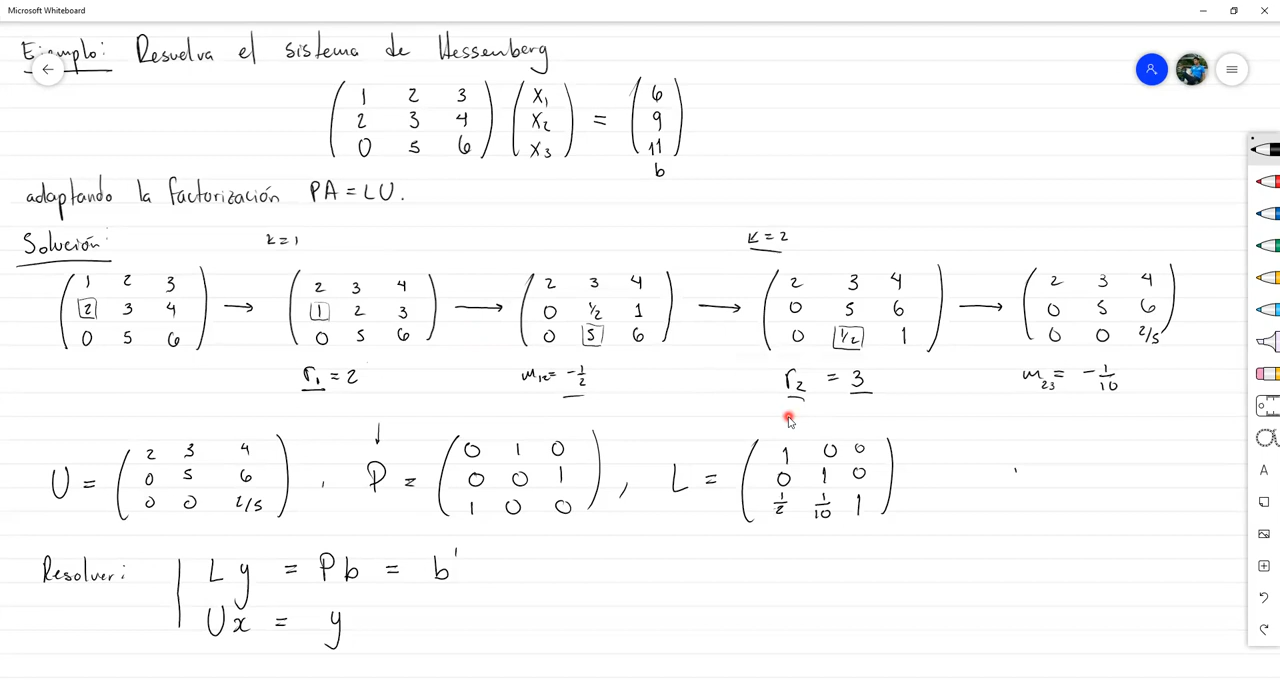 Microsoft Whiteboard
Ejemplo: Resuelva el sistema de Hessenberg
( 1 2 3 ) ( x₁ ) ( 6 )
( 2 3 4 ) ( x₂ ) = ( 9 )
( 0 5 6 ) ( x₃ ) ( 11 )
b
adaptando la factorización PA = LU.
Solución: k=1 k=2
( 1 2 3 ) ( 2 3 4 ) ( 2 3 4 ) ( 2 3 4 ) ( 2 3 4 )
( 2 3 4 ) → ( 1 2 3 ) → ( 0 1/2 1 ) → ( 0 5 6 ) → ( 0 5 6 )
( 0 5 6 ) ( 0 5 6 ) ( 0 5 6 ) ( 0 1/2 1 ) ( 0 0 2/5 )
r₁ = 2 m₁₂ = -1/2 r₂ = 3 m₂₃ = -1/10
↓
( 2 3 4 ) ( 0 1 0 ) ( 1 0 0 )
U = ( 0 5 6 ) , P = ( 0 0 1 ) , L = ( 0 1 0 )
( 0 0 2/5 ) ( 1 0 0 ) ( 1/2 1/10 1 )
Resolver: | L y = P b = b'
U x = y
A